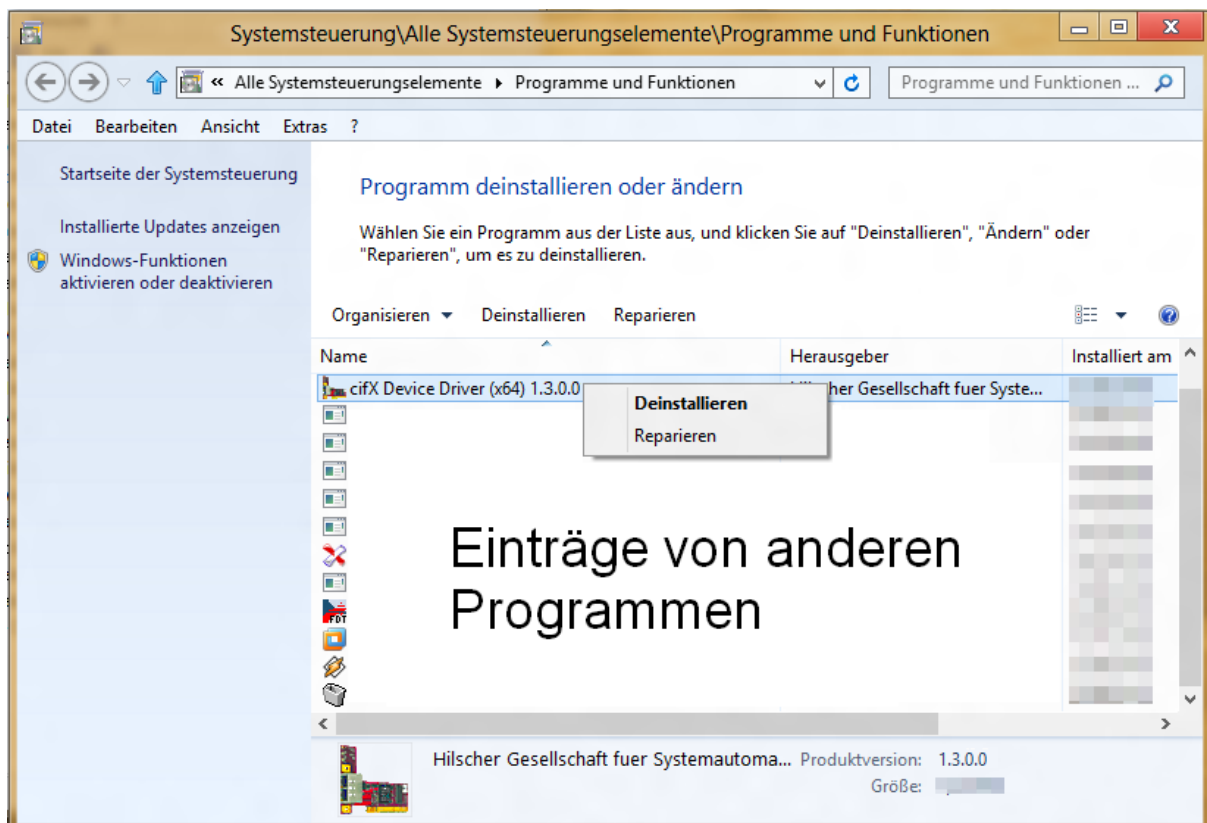 Systemsteuerung\Alle Systemsteuerungselemente\Programme und Funktionen
« Alle Systemsteuerungselemente Programme und Funktionen
Programme und Funktionen ...
Datei Bearbeiten Ansicht Extras ?
Startseite der Systemsteuerung
Installierte Updates anzeigen
Windows-Funktionen
aktivieren oder deaktivieren
Programm deinstallieren oder ändern
Wählen Sie ein Programm aus der Liste aus, und klicken Sie auf "Deinstallieren", "Ändern" oder
"Reparieren", um es zu deinstallieren.
Organisieren Deinstallieren Reparieren
Name Herausgeber Installiert am
cifX Device Driver (x64) 1.3.0.0 Gesellschaft fuer Syste...
Deinstallieren
Reparieren
FDT
Einträge von anderen
Programmen
Hilscher Gesellschaft fuer Systemautoma... Produktversion: 1.3.0.0
Größe: